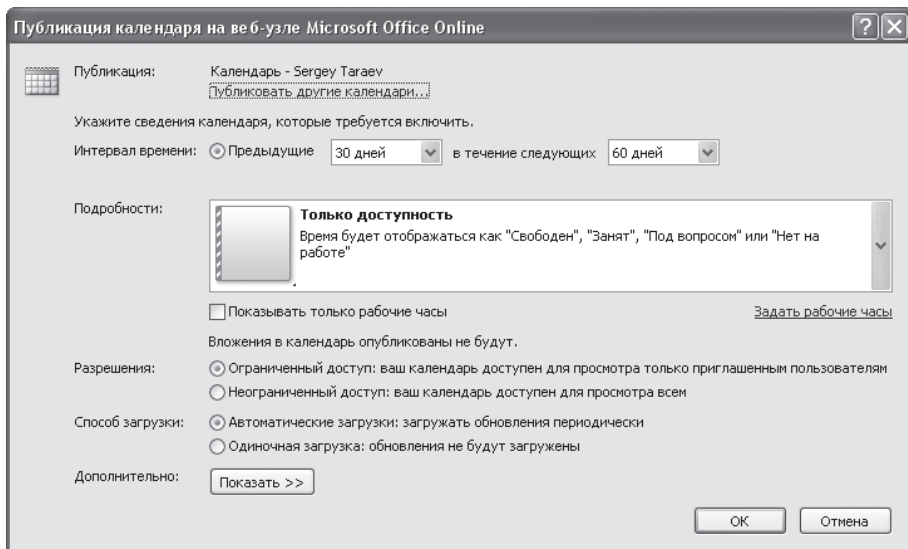 Публикация календаря на веб-узле Microsoft Office Online
Публикация: Календарь - Sergey Taraev
Публиковать другие календари...
Укажите сведения календаря, которые требуется включить.
Интервал времени: Предыдущие 30 дней в течение следующих 60 дней
Подробности: Только доступность
Время будет отображаться как "Свободен", "Занят", "Под вопросом" или "Нет на
работе"
Показывать только рабочие часы Задать рабочие часы
Вложения в календарь опубликованы не будут.
Разрешения: Ограниченный доступ: ваш календарь доступен для просмотра только приглашенным пользователям
Неограниченный доступ: ваш календарь доступен для просмотра всем
Способ загрузки: Автоматические загрузки: загружать обновления периодически
Одиночная загрузка: обновления не будут загружены
Дополнительно: Показать >>
ОК Отмена